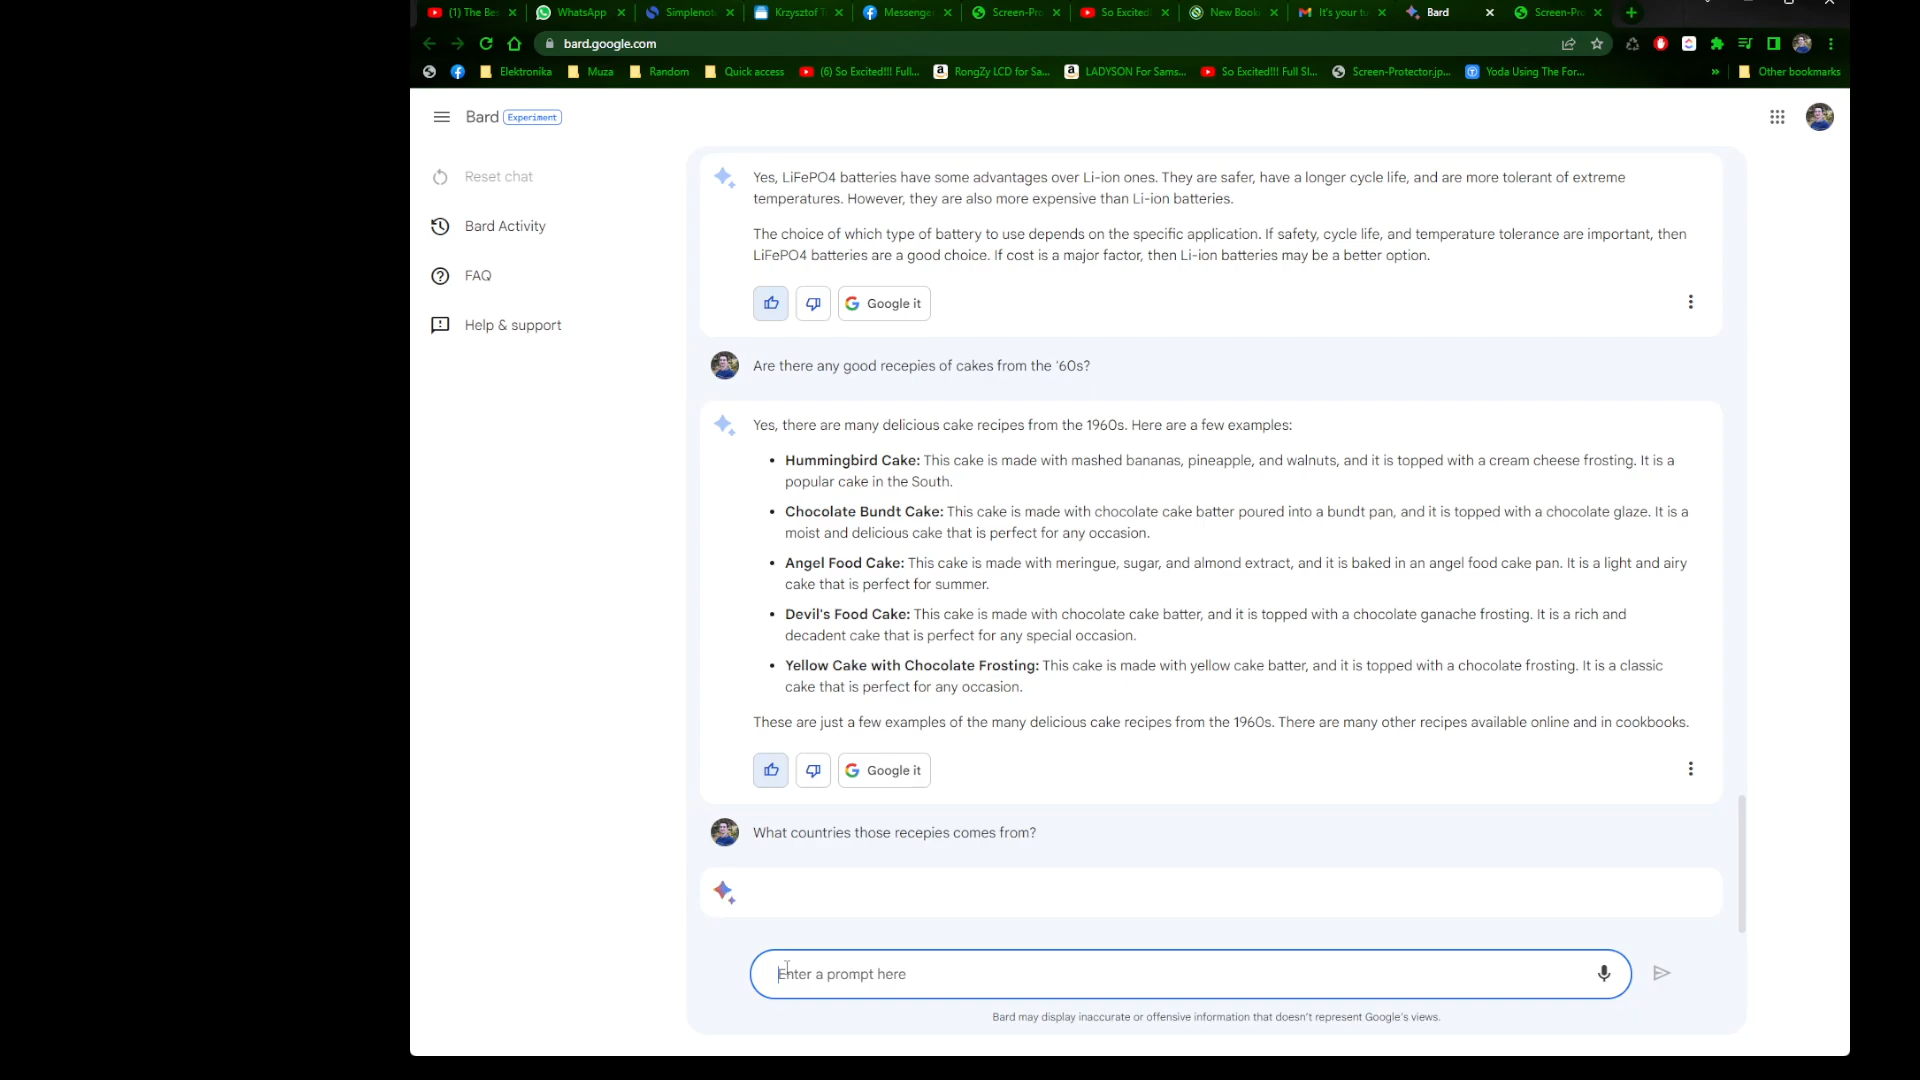 (1) The Bes
WhatsApp
Simplenot
Krzysztof T
Messenge
Screen-Pro
So Excited!
New Book
It's your tu
Bard
Screen-Pro
bard.google.com
Elektronika
Muza
Random
Quick access
(6) So Excited!!! Full...
RongZy LCD for Sa...
LADYSON For Sams...
So Excited!!! Full Sl...
Screen-Protector.jp...
Yoda Using The For...
»
Other bookmarks
Bard Experiment
Reset chat
Bard Activity
FAQ
Help & support
Yes, LiFePO4 batteries have some advantages over Li-ion ones. They are safer, have a longer cycle life, and are more tolerant of extreme
temperatures. However, they are also more expensive than Li-ion batteries.
The choice of which type of battery to use depends on the specific application. If safety, cycle life, and temperature tolerance are important, then
LiFePO4 batteries are a good choice. If cost is a major factor, then Li-ion batteries may be a better option.
Google it
Are there any good recepies of cakes from the '60s?
Yes, there are many delicious cake recipes from the 1960s. Here are a few examples:
• Hummingbird Cake: This cake is made with mashed bananas, pineapple, and walnuts, and it is topped with a cream cheese frosting. It is a
popular cake in the South.
• Chocolate Bundt Cake: This cake is made with chocolate cake batter poured into a bundt pan, and it is topped with a chocolate glaze. It is a
moist and delicious cake that is perfect for any occasion.
• Angel Food Cake: This cake is made with meringue, sugar, and almond extract, and it is baked in an angel food cake pan. It is a light and airy
cake that is perfect for summer.
• Devil's Food Cake: This cake is made with chocolate cake batter, and it is topped with a chocolate ganache frosting. It is a rich and
decadent cake that is perfect for any special occasion.
• Yellow Cake with Chocolate Frosting: This cake is made with yellow cake batter, and it is topped with a chocolate frosting. It is a classic
cake that is perfect for any occasion.
These are just a few examples of the many delicious cake recipes from the 1960s. There are many other recipes available online and in cookbooks.
Google it
What countries those recepies comes from?
Enter a prompt here
Bard may display inaccurate or offensive information that doesn't represent Google's views.